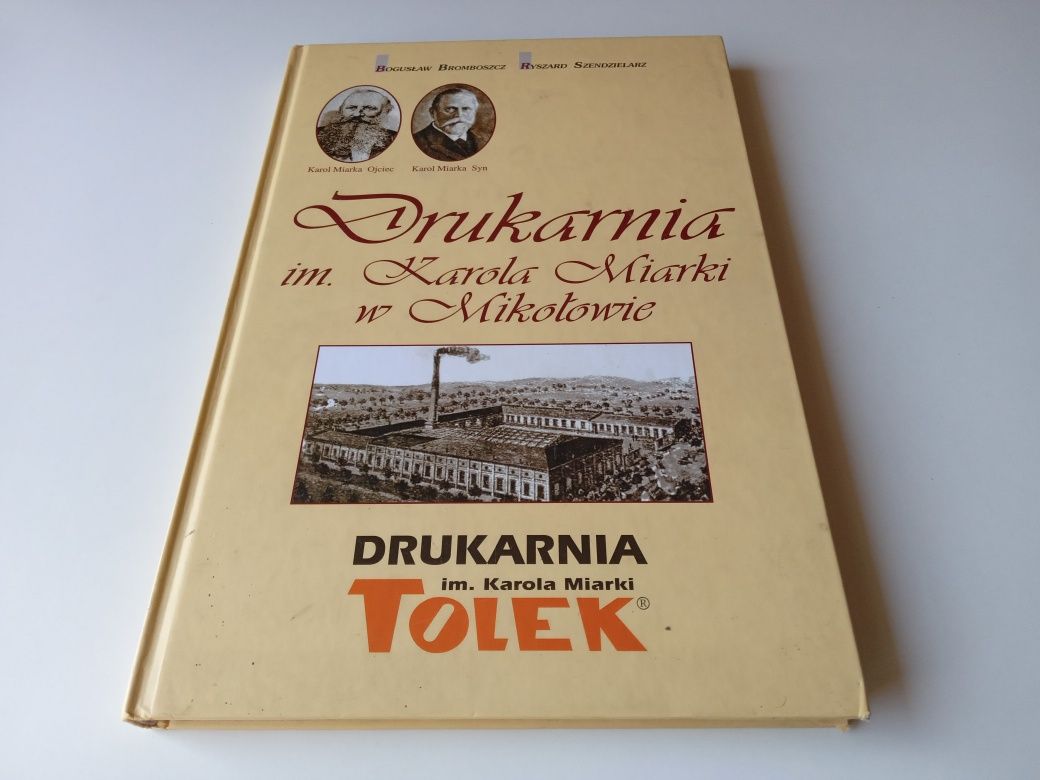 Bogusław Bromboszcz Ryszard Szendzielarz
Karol Miarka Ojciec Karol Miarka Syn
Drukarnia
im. Karola Miarki
w Mikołowie
DRUKARNIA
im. Karola Miarki
TOLEK®